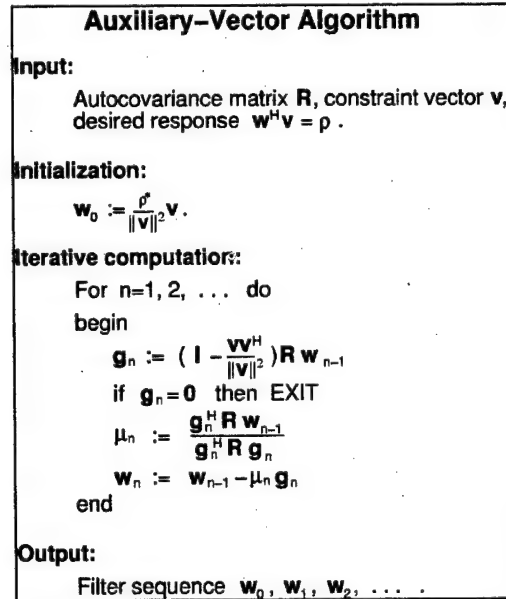 Auxiliary–Vector Algorithm
Input:
Autocovariance matrix R, constraint vector v,
desired response w^H v = ρ .
Initialization:
w_0 := ρ*/‖v‖² v .
Iterative computation::
For n=1, 2, ... do
begin
g_n := ( I - vv^H/‖v‖² ) R w_{n-1}
if g_n = 0 then EXIT
μ_n := g_n^H R w_{n-1} / g_n^H R g_n
w_n := w_{n-1} - μ_n g_n
end
Output:
Filter sequence w_0, w_1, w_2, ... .